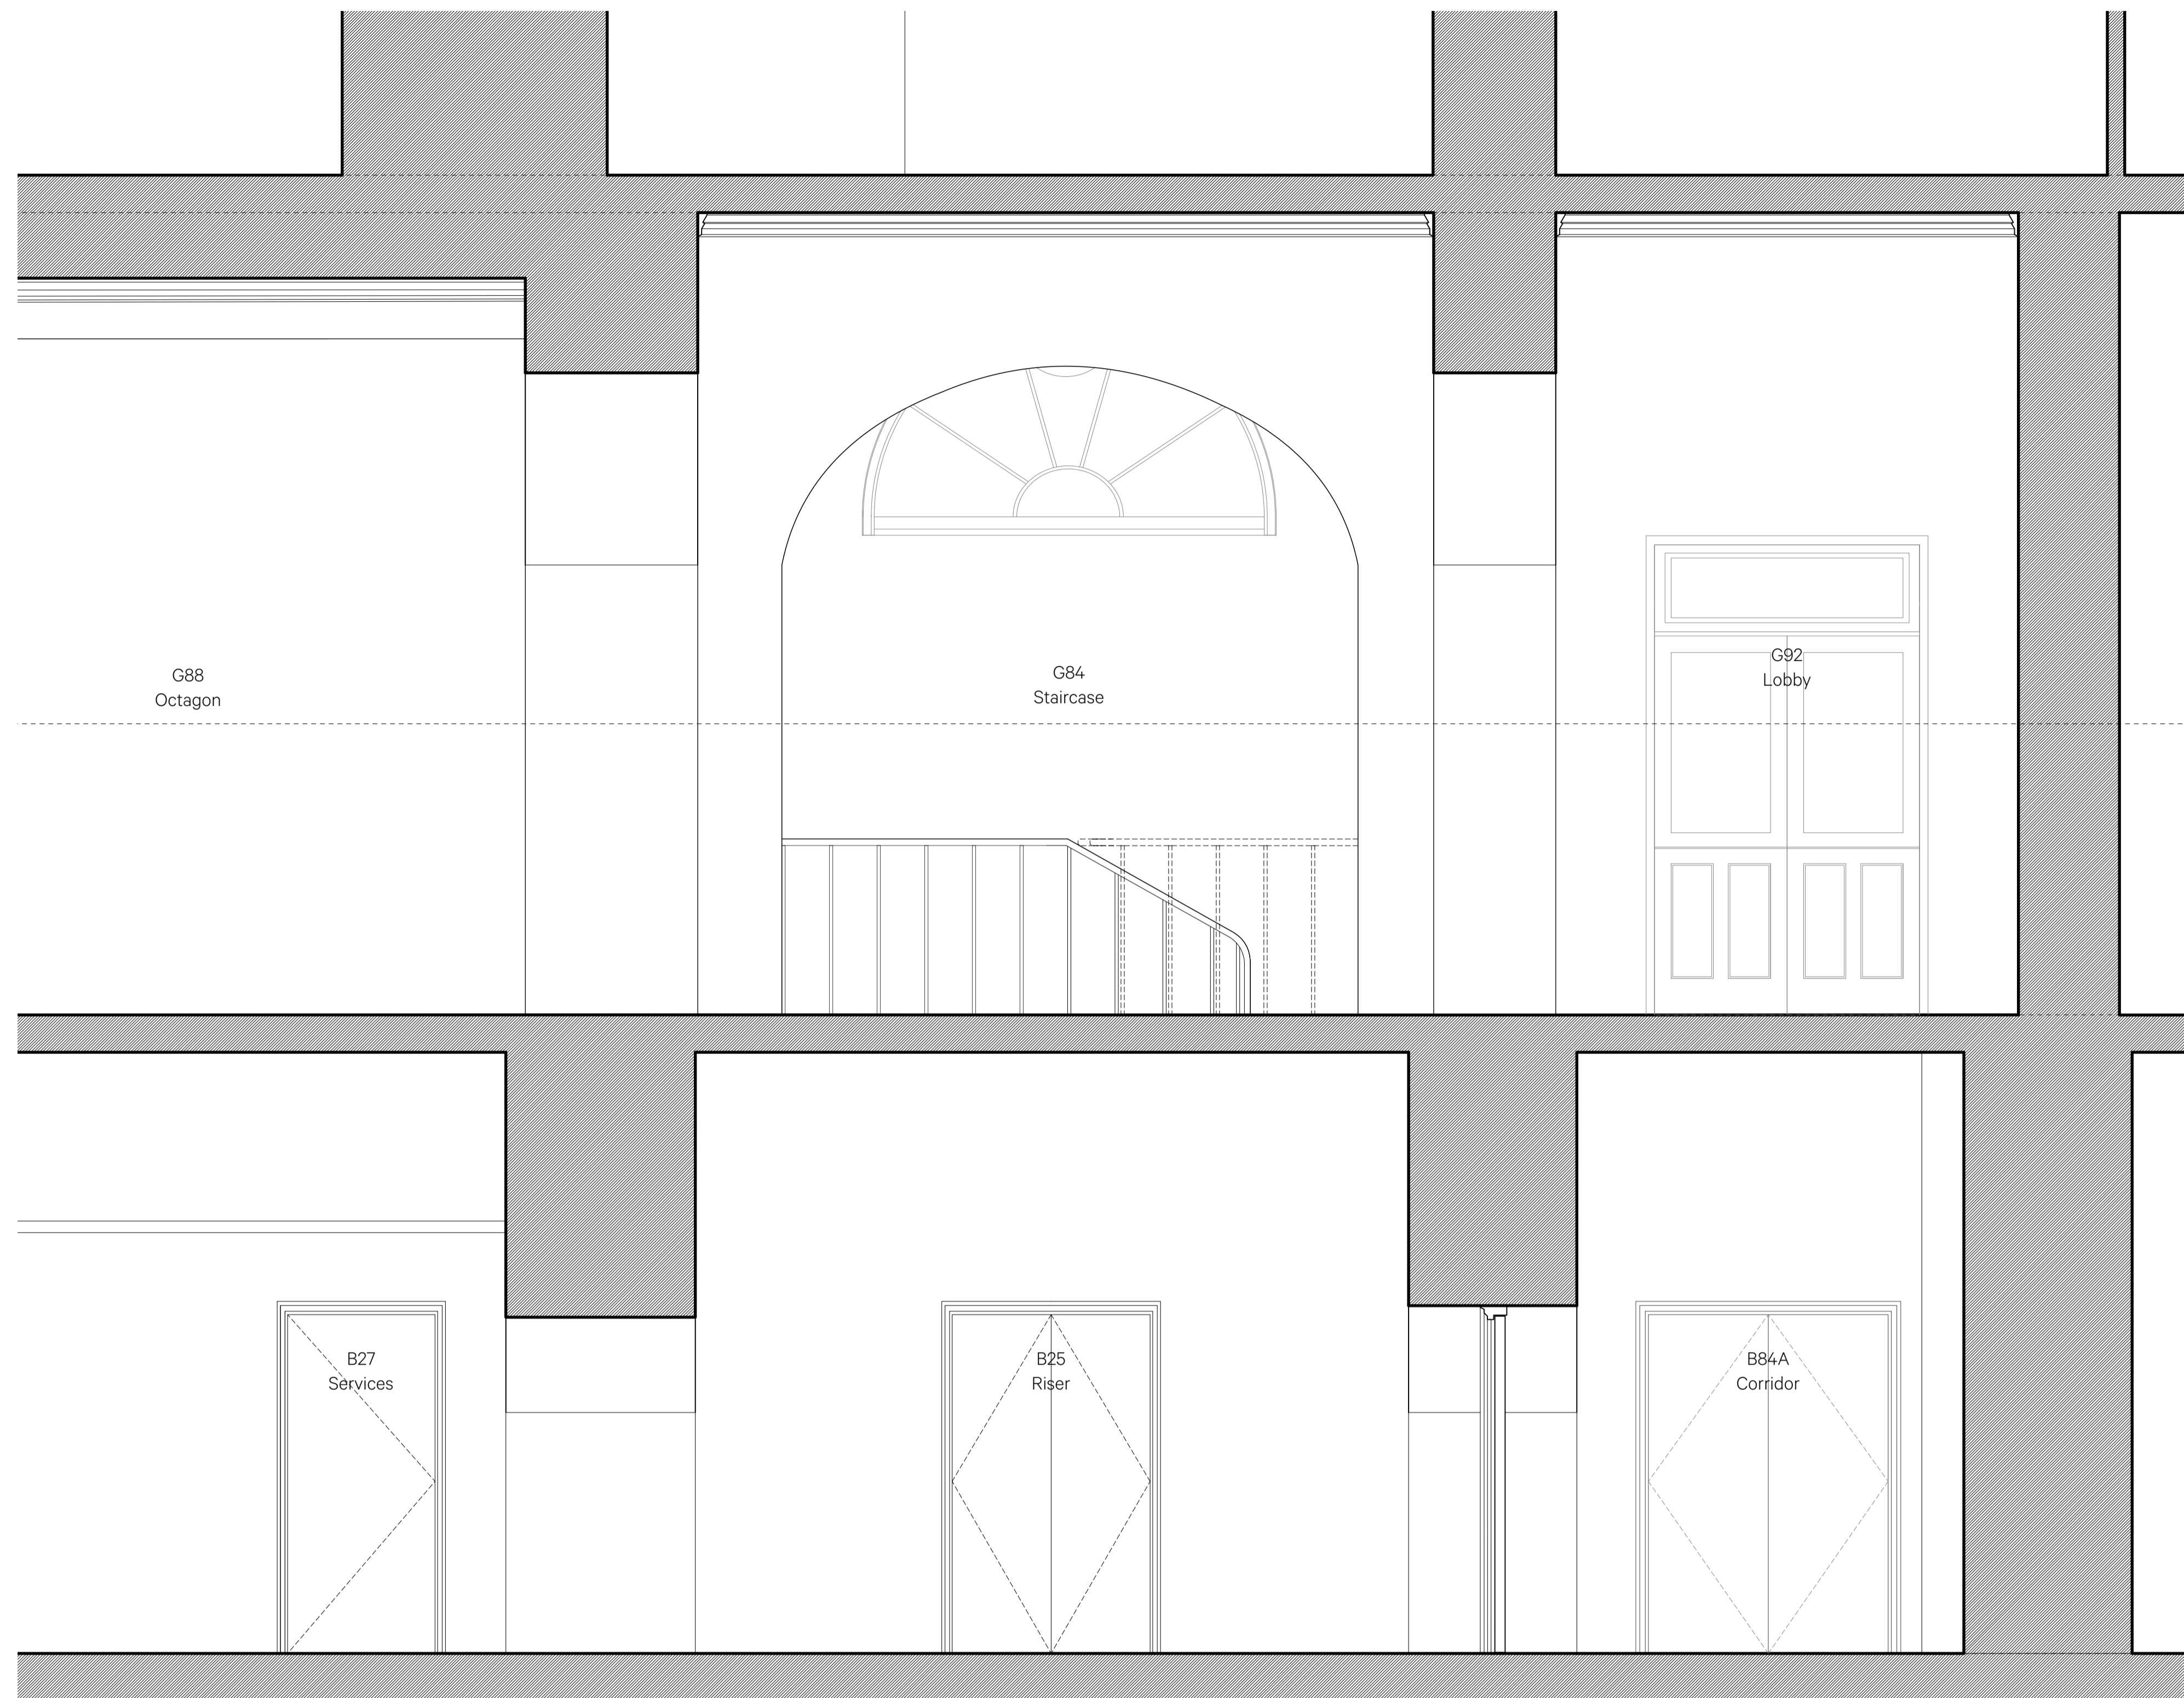 G88
Octagon
G84
Staircase
G92
Lobby
B27
Services
B25
Riser
B84A
Corridor